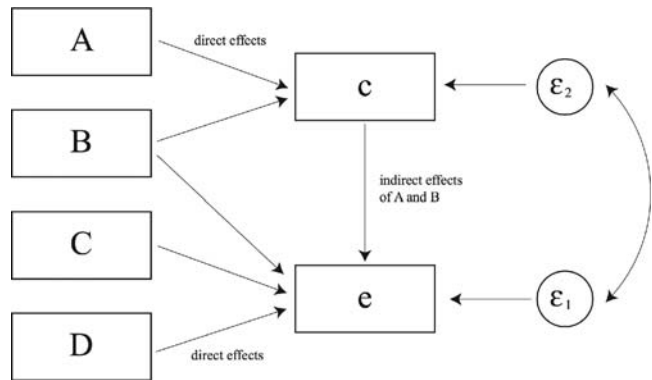 A
direct effects
c
ε2
B
indirect effects
of A and B
C
e
ε1
D
direct effects